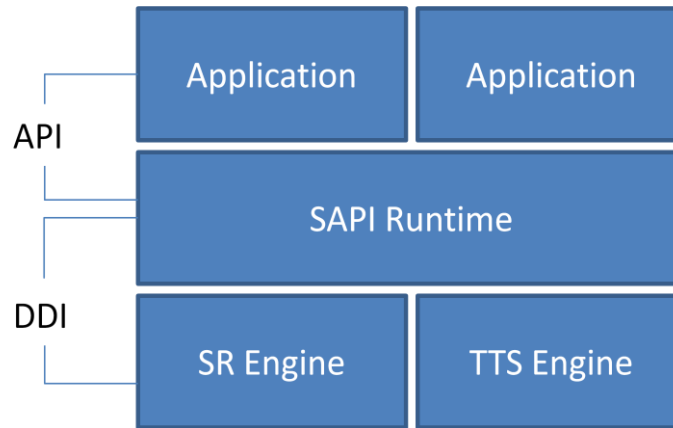 Application
Application
API
SAPI Runtime
DDI
SR Engine
TTS Engine